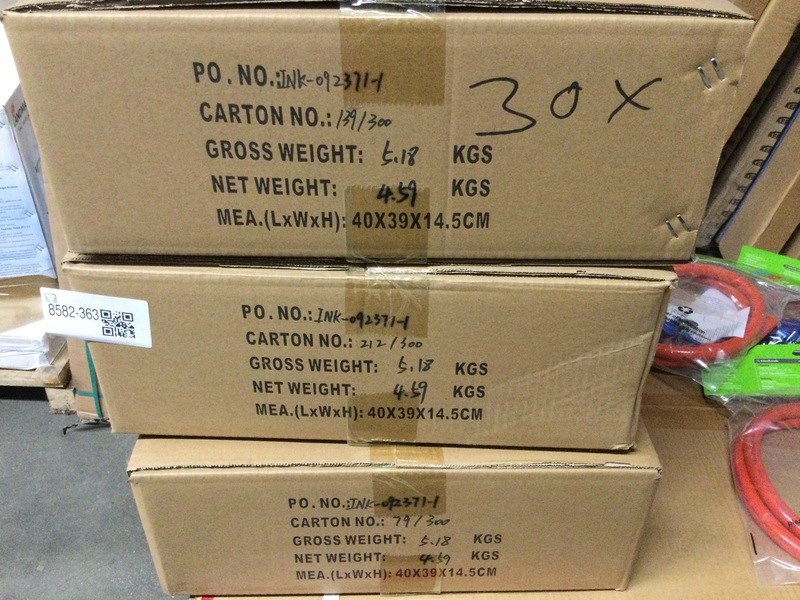 PO. NO.: INK-092371-1
30X
CARTON NO.: 139/300
GROSS WEIGHT: 5.18 KGS
NET WEIGHT: 4.59 KGS
MEA.(LxWxH): 40X39X14.5CM
8582-363
PO. NO.: INK-092371-1
CARTON NO.: 212/300
GROSS WEIGHT: 5.18 KGS
NET WEIGHT: 4.59 KGS
MEA.(LxWxH): 40X39X14.5CM
PO. NO.: INK-092371-1
CARTON NO.: 79/300
GROSS WEIGHT: 5.18 KGS
NET WEIGHT: 4.59 KGS
MEA.(LxWxH): 40X39X14.5CM